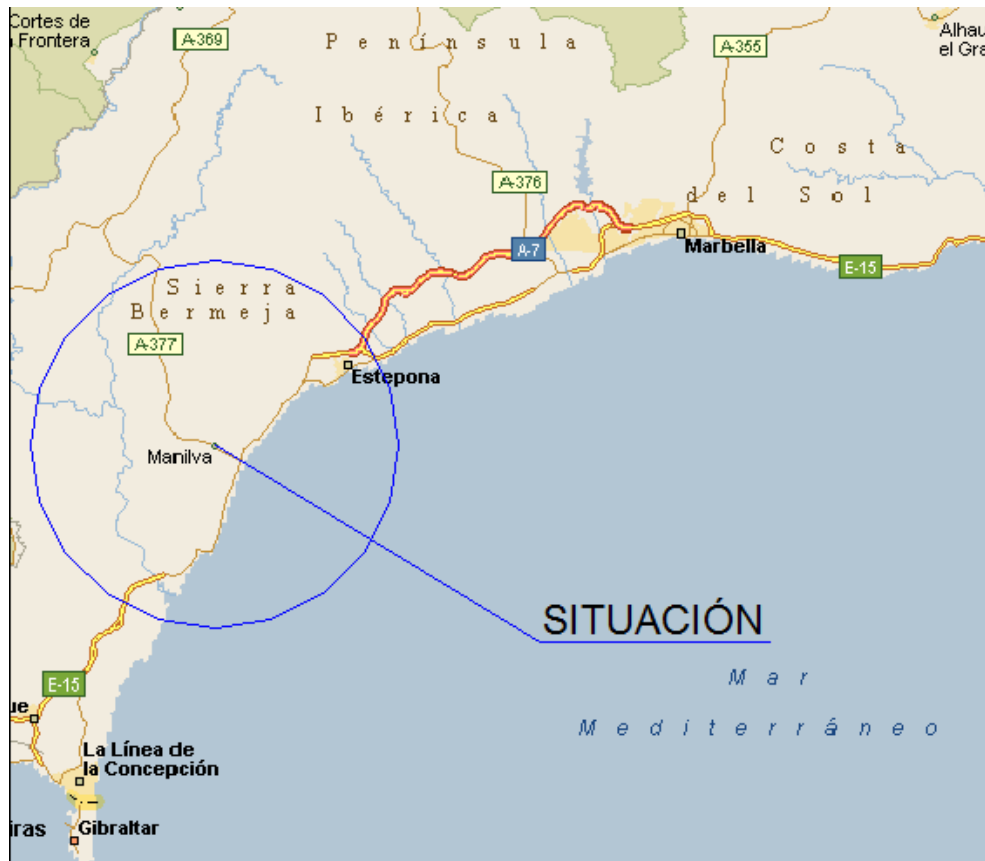 Cortes de
Frontera
A-369
Península
A-355
Alhau
el Gra
Ibérica
Costa
A-376
del Sol
A-7
Marbella
E-15
Sierra
Bermeja
A-377
Estepona
Manilva
SITUACIÓN
E-15
Mar
ue
Mediterráneo
La Línea de
la Concepción
iras
Gibraltar